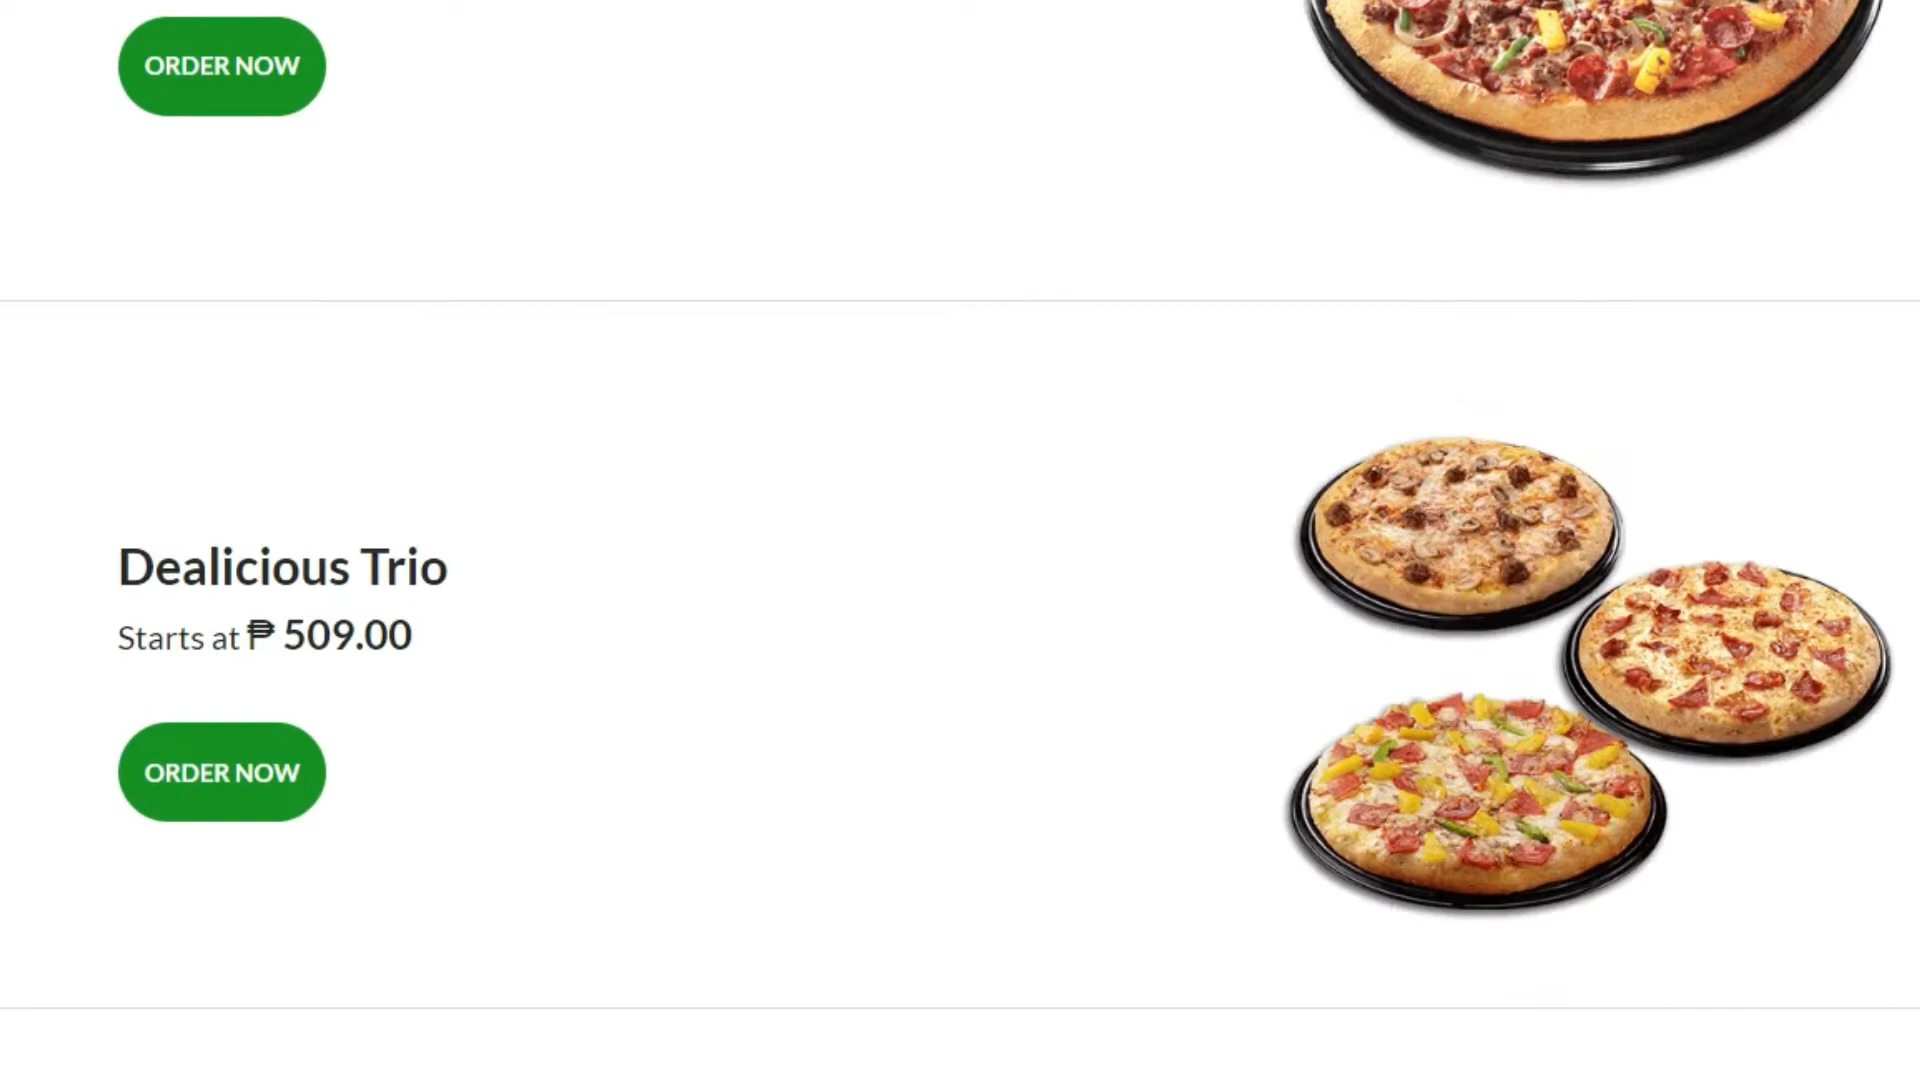 ORDER NOW
Dealicious Trio
Starts at ₱ 509.00
ORDER NOW